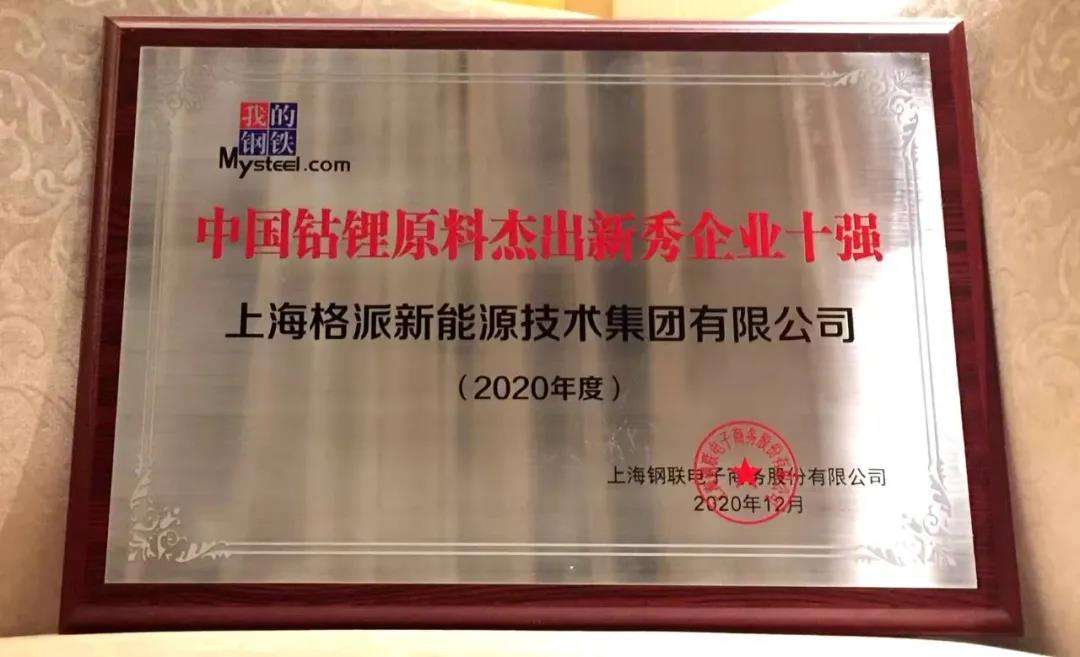 我的
钢铁
Mysteel.com
中国钴锂原料杰出新秀企业十强
上海格派新能源技术集团有限公司
（2020年度）
上海钢联电子商务股份有限公司
2020年12月